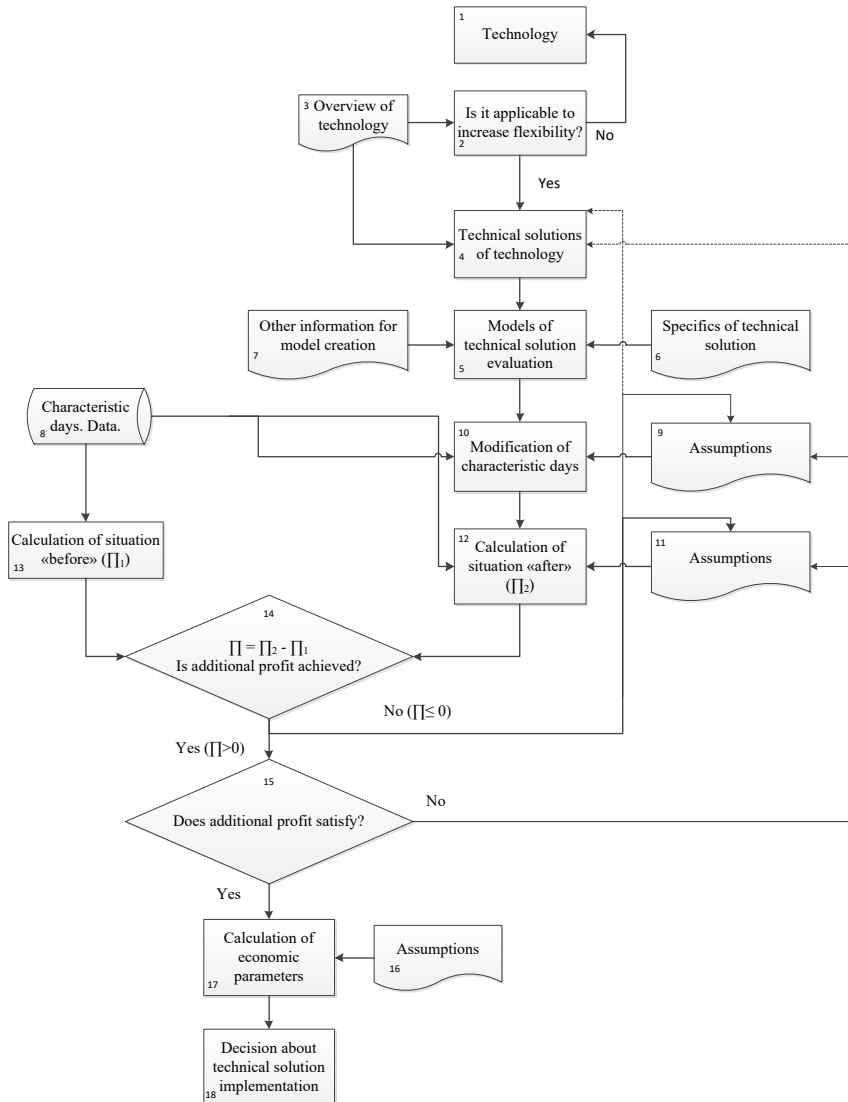 1
Technology
3 Overview of
technology
Is it applicable to
increase flexibility?
2
No
Yes
Technical solutions
of technology
4
Other information for
model creation
7
Models of
technical solution
evaluation
5
Specifics of technical
solution
6
Characteristic
days. Data.
8
10
Modification of
characteristic days
9
Assumptions
Calculation of situation
«before» (∏₁)
13
12
Calculation of
situation «after»
(∏₂)
11
Assumptions
14
∏ = ∏₂ - ∏₁
Is additional profit achieved?
No (∏≤ 0)
Yes (∏>0)
15
Does additional profit satisfy?
No
Yes
Calculation of
economic
parameters
17
Assumptions
16
Decision about
technical solution
implementation
18